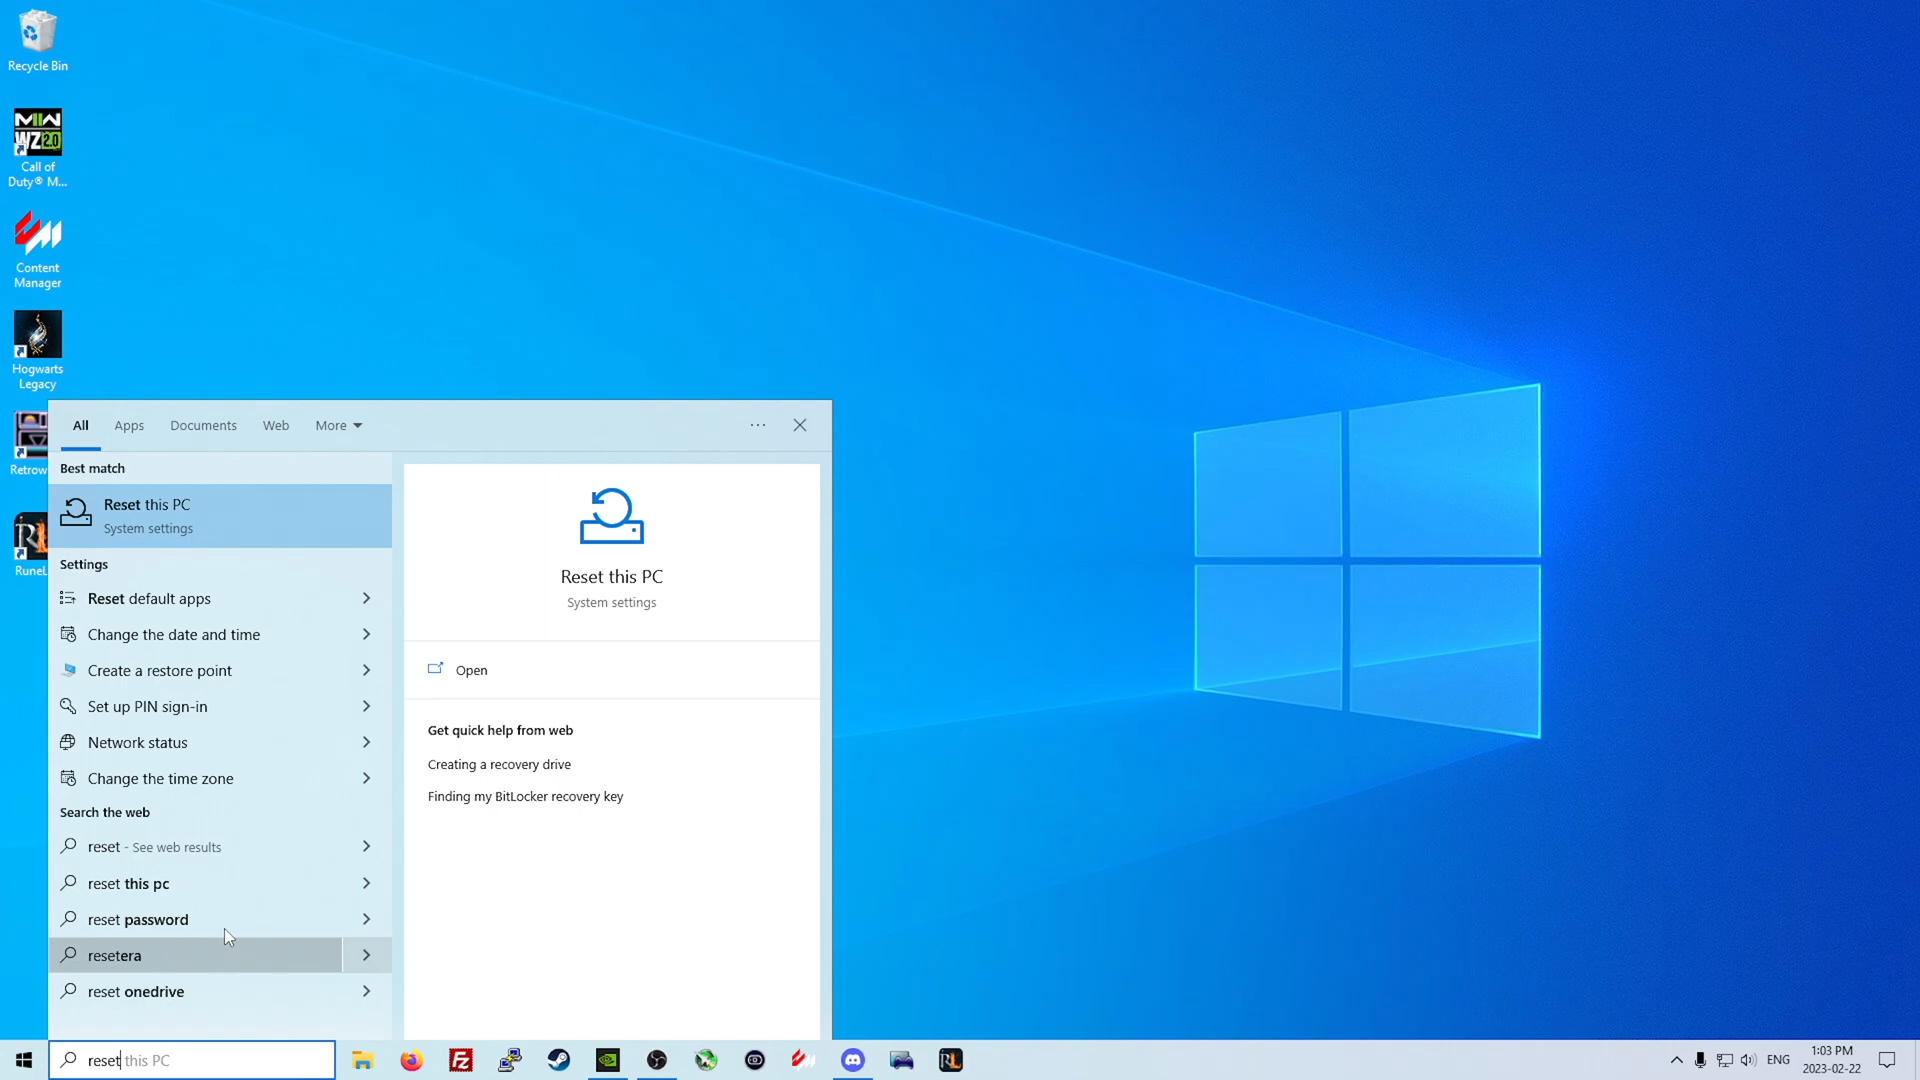 Recycle Bin
MW
WZ 2.0
Call of
Duty® M...
Content
Manager
Hogwarts
Legacy
Retrow
RuneL
All
Apps
Documents
Web
More
Best match
Reset this PC
System settings
Settings
Reset default apps
Change the date and time
Create a restore point
Set up PIN sign-in
Network status
Change the time zone
Search the web
reset - See web results
reset this pc
reset password
resetera
reset onedrive
Reset this PC
System settings
Open
Get quick help from web
Creating a recovery drive
Finding my BitLocker recovery key
reset this PC
ENG
1:03 PM
2023-02-22